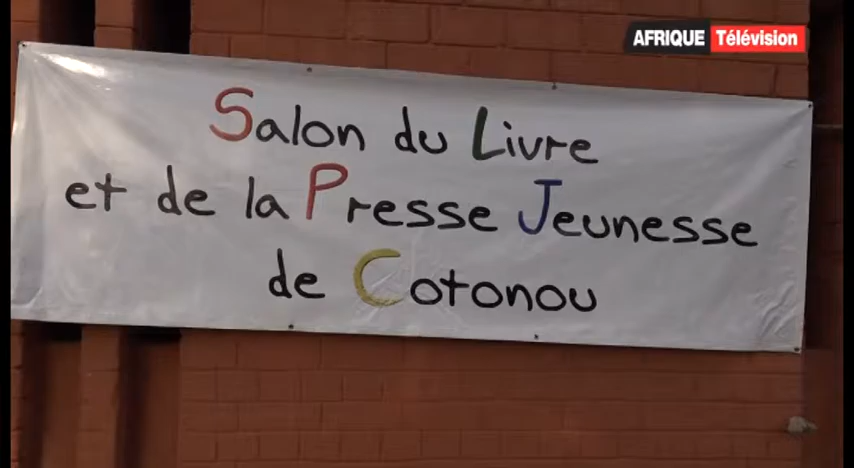 AFRIQUE Télévision
Salon du Livre
et de la Presse Jeunesse
de Cotonou